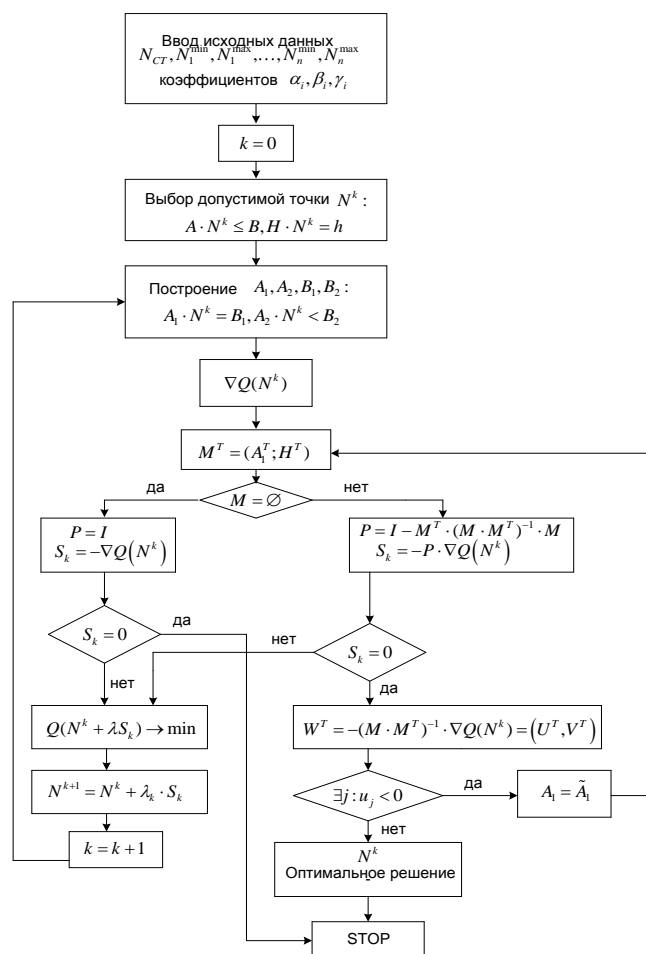 Ввод исходных данных
N_{CT}, N_1^{min}, N_1^{max}, …, N_n^{min}, N_n^{max}
коэффициентов α_i, β_i, γ_i
k = 0
Выбор допустимой точки N^k :
A · N^k ≤ B, H · N^k = h
Построение A_1, A_2, B_1, B_2 :
A_1 · N^k = B_1, A_2 · N^k < B_2
∇Q(N^k)
M^T = (A_1^T ; H^T)
да
M = ∅
нет
P = I
S_k = −∇Q(N^k)
P = I − M^T · (M · M^T)^{-1} · M
S_k = −P · ∇Q(N^k)
S_k = 0
да
нет
S_k = 0
нет
да
Q(N^k + λS_k) → min
W^T = −(M · M^T)^{-1} · ∇Q(N^k) = (U^T, V^T)
N^{k+1} = N^k + λ_k · S_k
∃j : u_j < 0
да
A_1 = Ã_1
нет
k = k + 1
N^k
Оптимальное решение
STOP